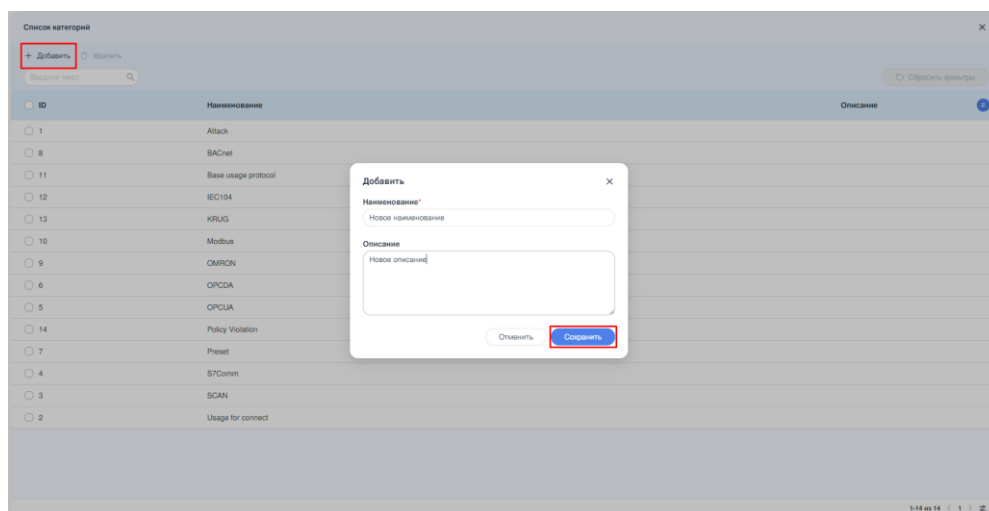 Список категорий
+ Добавить Удалить
Введите текст
Сбросить фильтры
ID Наименование Описание
1 Attack
8 BACnet
11 Base usage protocol
12 IEC104
13 KRUG
10 Modbus
9 OMRON
6 OPCDA
5 OPCUA
14 Policy Violation
7 Preset
4 S7Comm
3 SCAN
2 Usage for connect
Добавить
Наименование*
Новое наименование
Описание
Новое описание
Отменить Сохранить
1-14 из 14 < 1 >